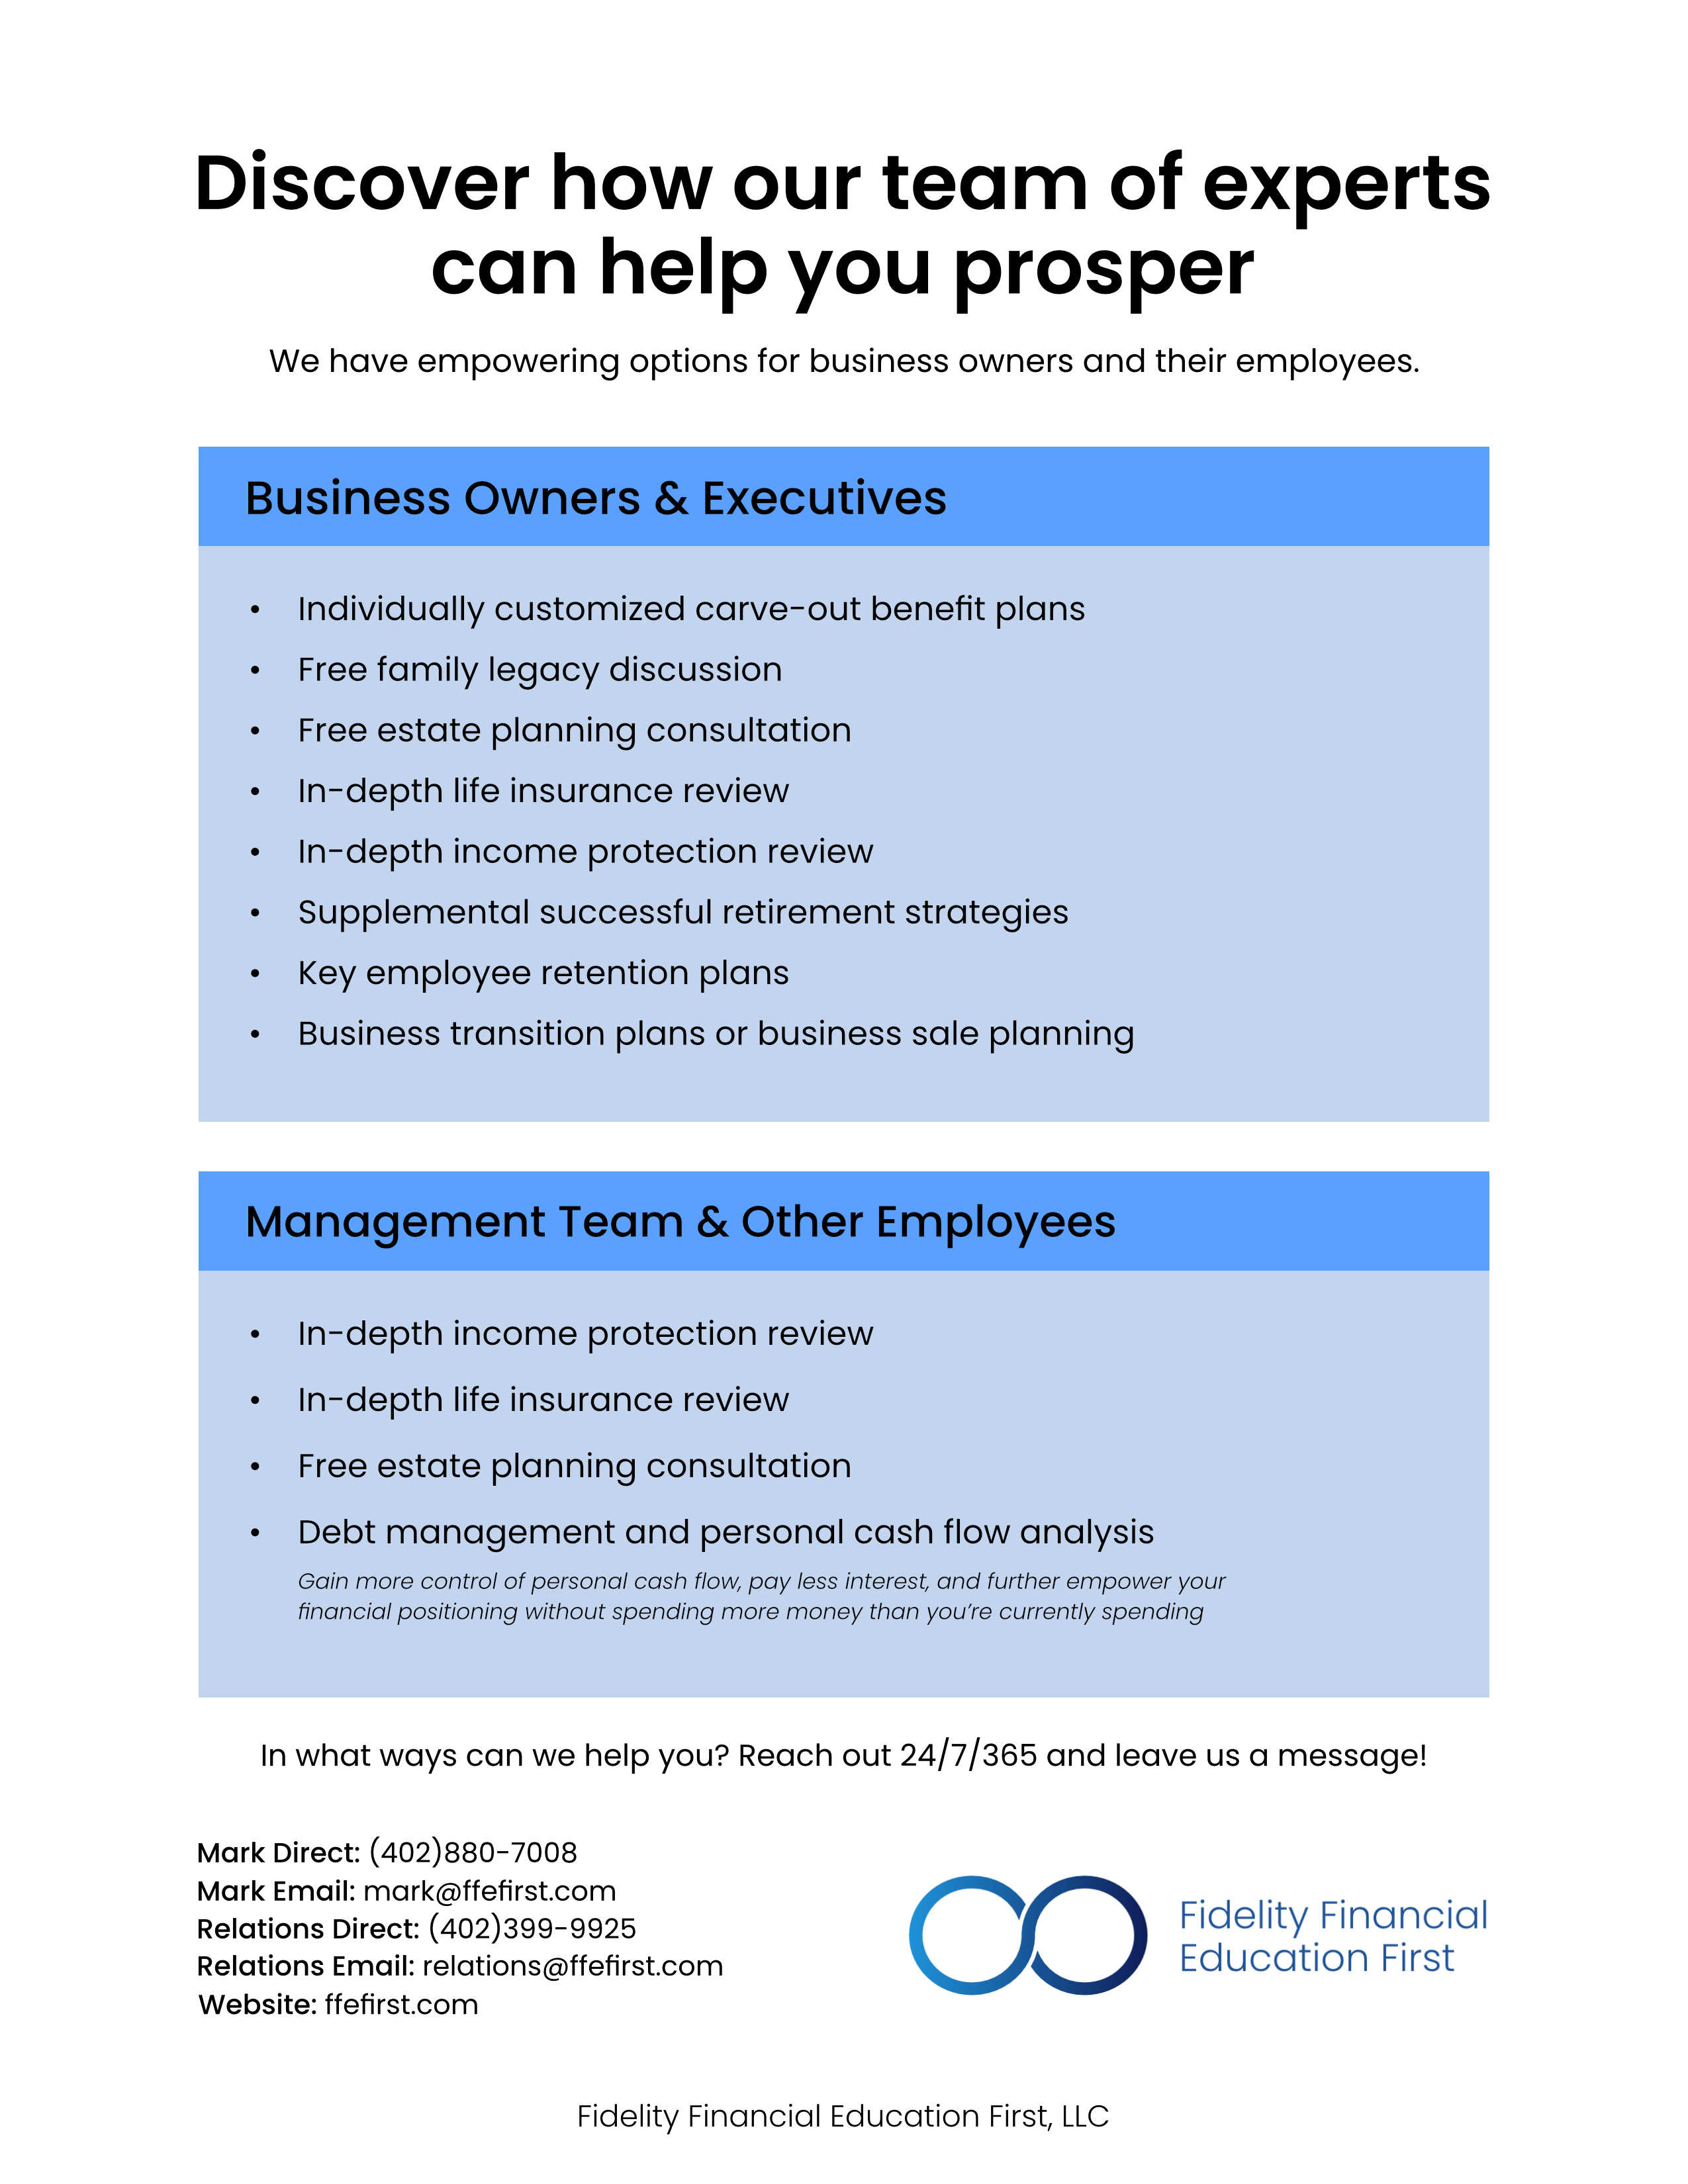 Discover how our team of experts
can help you prosper
We have empowering options for business owners and their employees.
Business Owners & Executives
• Individually customized carve-out benefit plans
• Free family legacy discussion
• Free estate planning consultation
• In-depth life insurance review
• In-depth income protection review
• Supplemental successful retirement strategies
• Key employee retention plans
• Business transition plans or business sale planning
Management Team & Other Employees
• In-depth income protection review
• In-depth life insurance review
• Free estate planning consultation
• Debt management and personal cash flow analysis
Gain more control of personal cash flow, pay less interest, and further empower your
financial positioning without spending more money than you’re currently spending
In what ways can we help you? Reach out 24/7/365 and leave us a message!
Mark Direct: (402)880-7008
Mark Email: mark@ffefirst.com
Relations Direct: (402)399-9925
Relations Email: relations@ffefirst.com
Website: ffefirst.com
Fidelity Financial
Education First
Fidelity Financial Education First, LLC